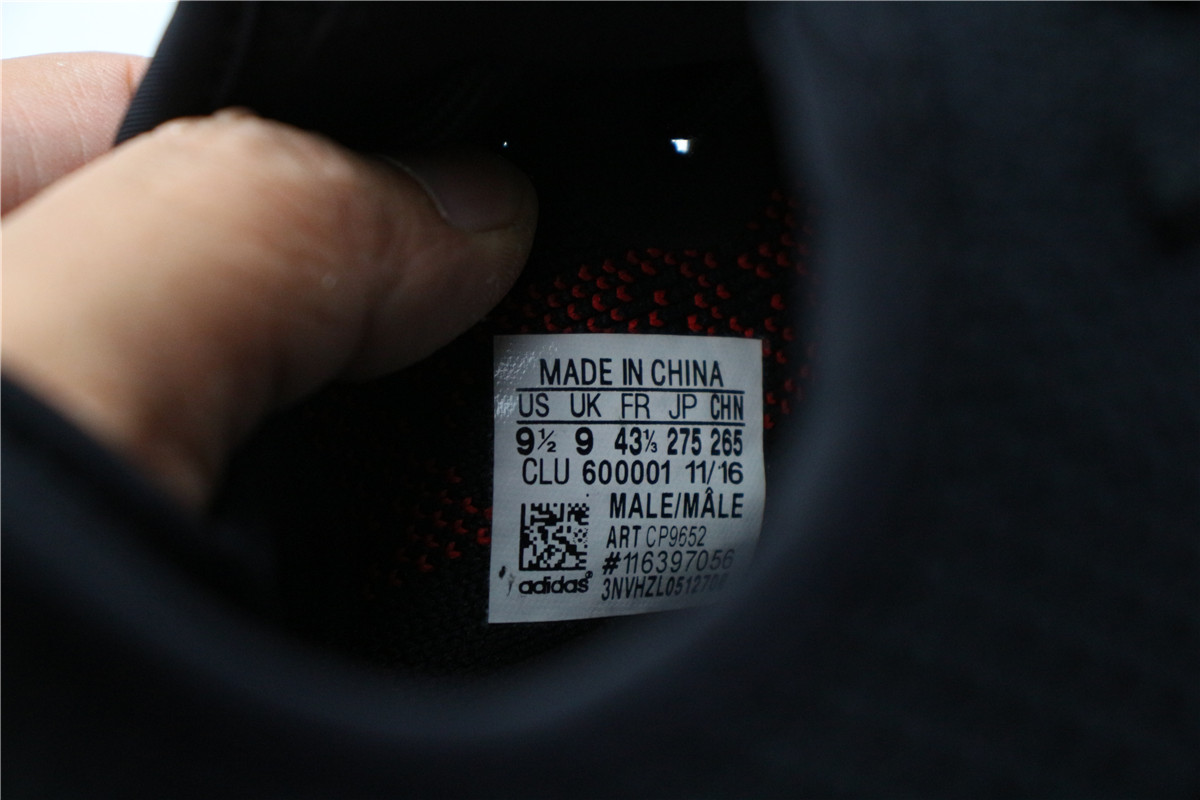 MADE IN CHINA
US UK FR JP CHN
9½ 9 43⅓ 275 265
CLU 600001 11/16
MALE/MÂLE
ART CP9652
#116397056
adidas®